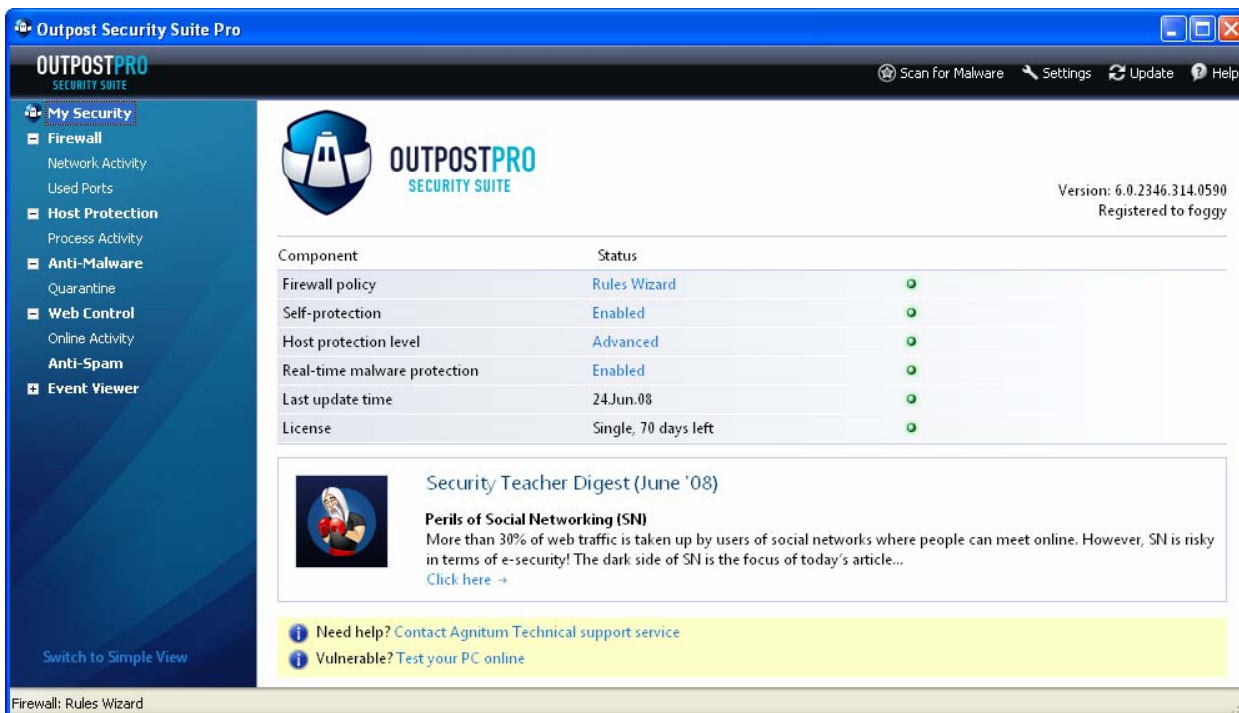 Outpost Security Suite Pro
OUTPOSTPRO
SECURITY SUITE
Scan for Malware Settings Update Help
My Security
Firewall
Network Activity
Used Ports
Host Protection
Process Activity
Anti-Malware
Quarantine
Web Control
Online Activity
Anti-Spam
Event Viewer
Switch to Simple View
OUTPOSTPRO
SECURITY SUITE
Version: 6.0.2346.314.0590
Registered to foggy
Component Status
Firewall policy Rules Wizard
Self-protection Enabled
Host protection level Advanced
Real-time malware protection Enabled
Last update time 24.Jun.08
License Single, 70 days left
Security Teacher Digest (June '08)
Perils of Social Networking (SN)
More than 30% of web traffic is taken up by users of social networks where people can meet online. However, SN is risky
in terms of e-security! The dark side of SN is the focus of today's article...
Click here →
Need help? Contact Agnitum Technical support service
Vulnerable? Test your PC online
Firewall: Rules Wizard